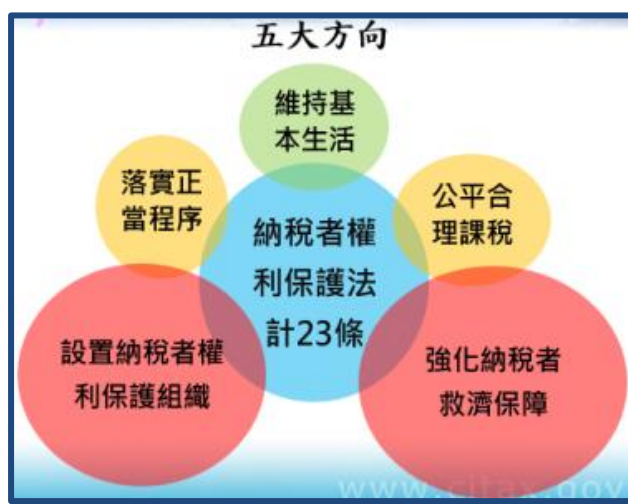 五大方向
維持基
本生活
落實正
當程序
公平合
理課稅
納稅者權
利保護法
計23條
設置納稅者權
利保護組織
強化納稅者
救濟保障